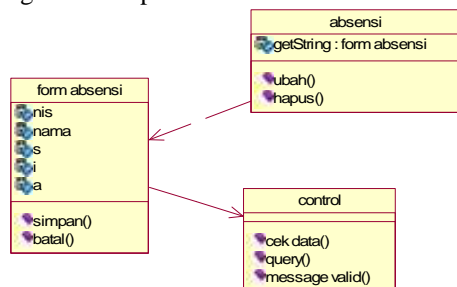 absensi
getString : form absensi
ubah()
hapus()
form absensi
nis
nama
s
i
a
simpan()
batal()
control
cek data()
query()
message valid()